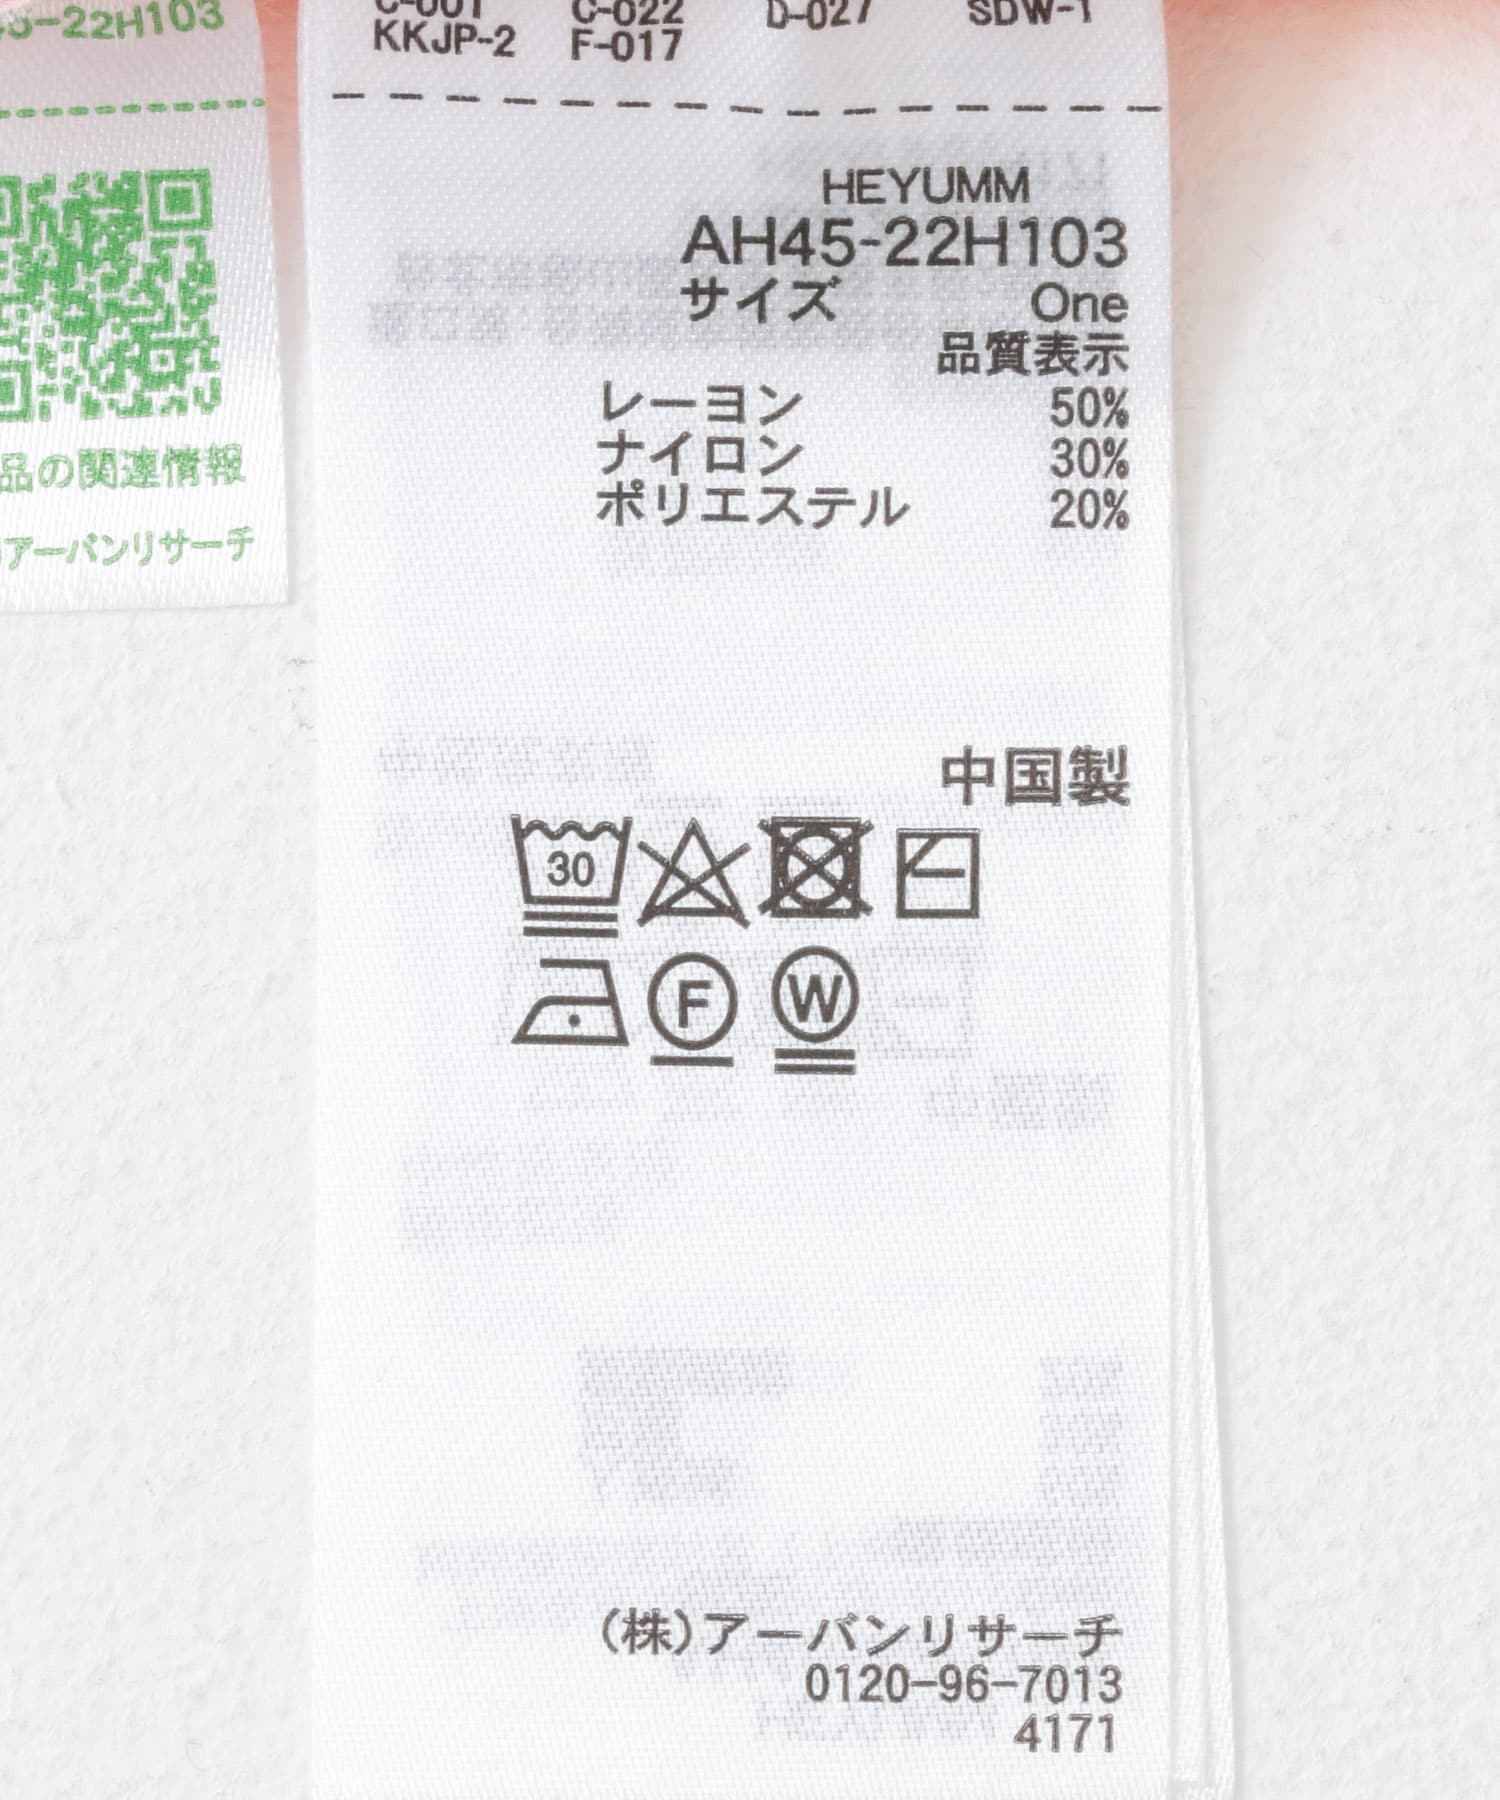 45-22H103
品の関連情報
アーバンリサーチ
C-001 C-022 D-027 SDW-1
KKJP-2 F-017
HEYUMM
AH45-22H103
サイズ One
品質表示
レーヨン 50%
ナイロン 30%
ポリエステル 20%
中国製
30
F W
(株)アーバンリサーチ
0120-96-7013
4171